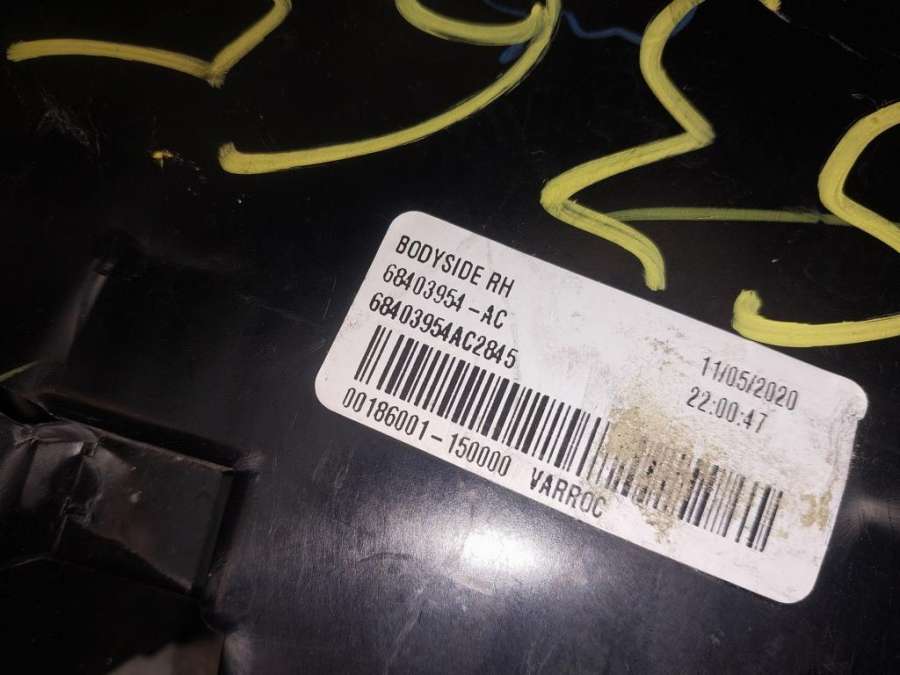 BODYSIDE RH
68403954-AC
68403954AC2845
11/05/2020
22:00:47
00186001-150000 VARROC